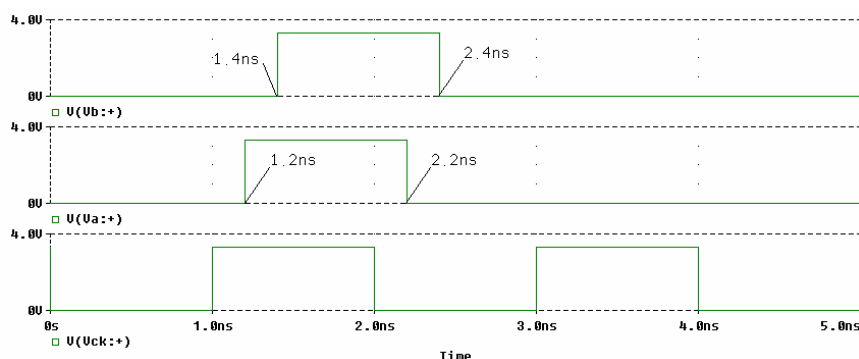 4.0V
1.4ns
2.4ns
0V
V(Vb:+)
4.0V
1.2ns
2.2ns
0V
V(Va:+)
4.0V
0V
0s 1.0ns 2.0ns 3.0ns 4.0ns 5.0ns
V(Vck:+)
Time